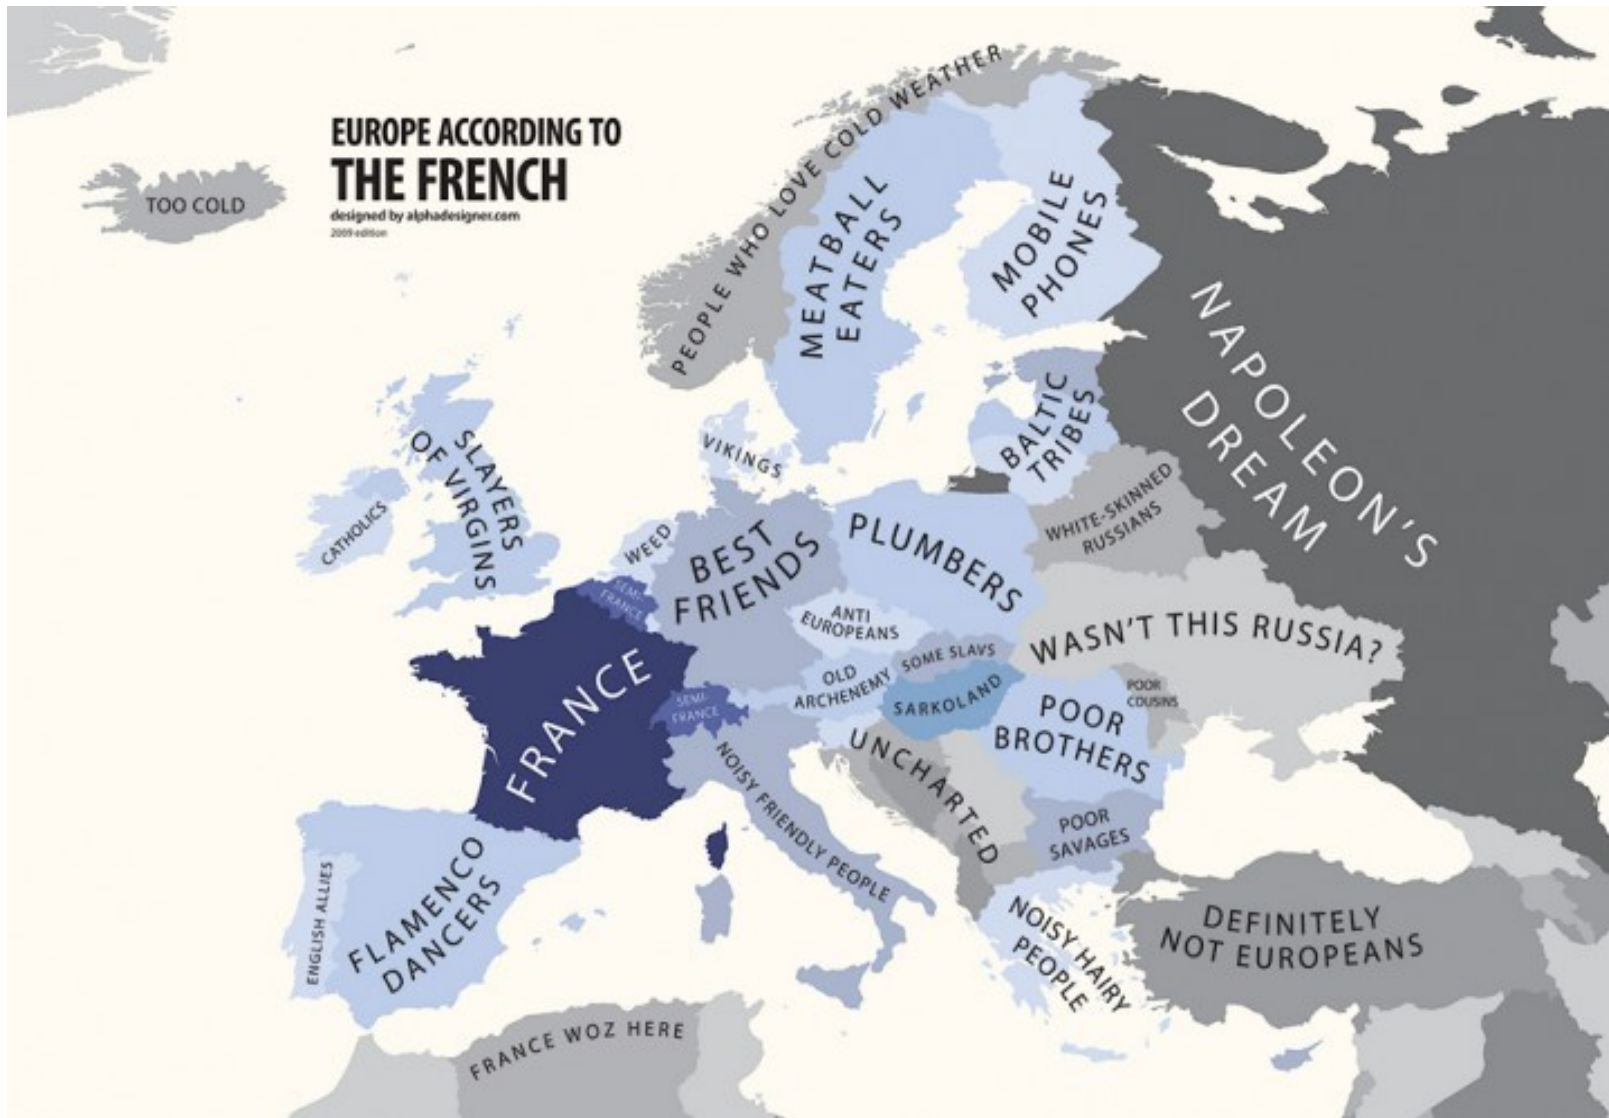 EUROPE ACCORDING TO
THE FRENCH
designed by alphadesigner.com
2009 edition
TOO COLD
PEOPLE WHO LOVE COLD WEATHER
MEATBALL
EATERS
MOBILE
PHONES
NAPOLEON'S
DREAM
BALTIC
TRIBES
VIKINGS
SLAYERS
OF VIRGINS
CATHOLICS
WEED
BEST
FRIENDS
PLUMBERS
WHITE-SKINNED
RUSSIANS
SEMI-
FRANCE
ANTI
EUROPEANS
WASN'T THIS RUSSIA?
SOME SLAVS
OLD
ARCHENEMY
SARKOLAND
POOR
COUSINS
FRANCE
SEMI-
FRANCE
POOR
BROTHERS
UNCHARTED
NOISY FRIENDLY PEOPLE
POOR
SAVAGES
ENGLISH ALLIES
FLAMENCO
DANCERS
NOISY HAIRY
PEOPLE
DEFINITELY
NOT EUROPEANS
FRANCE WOZ HERE